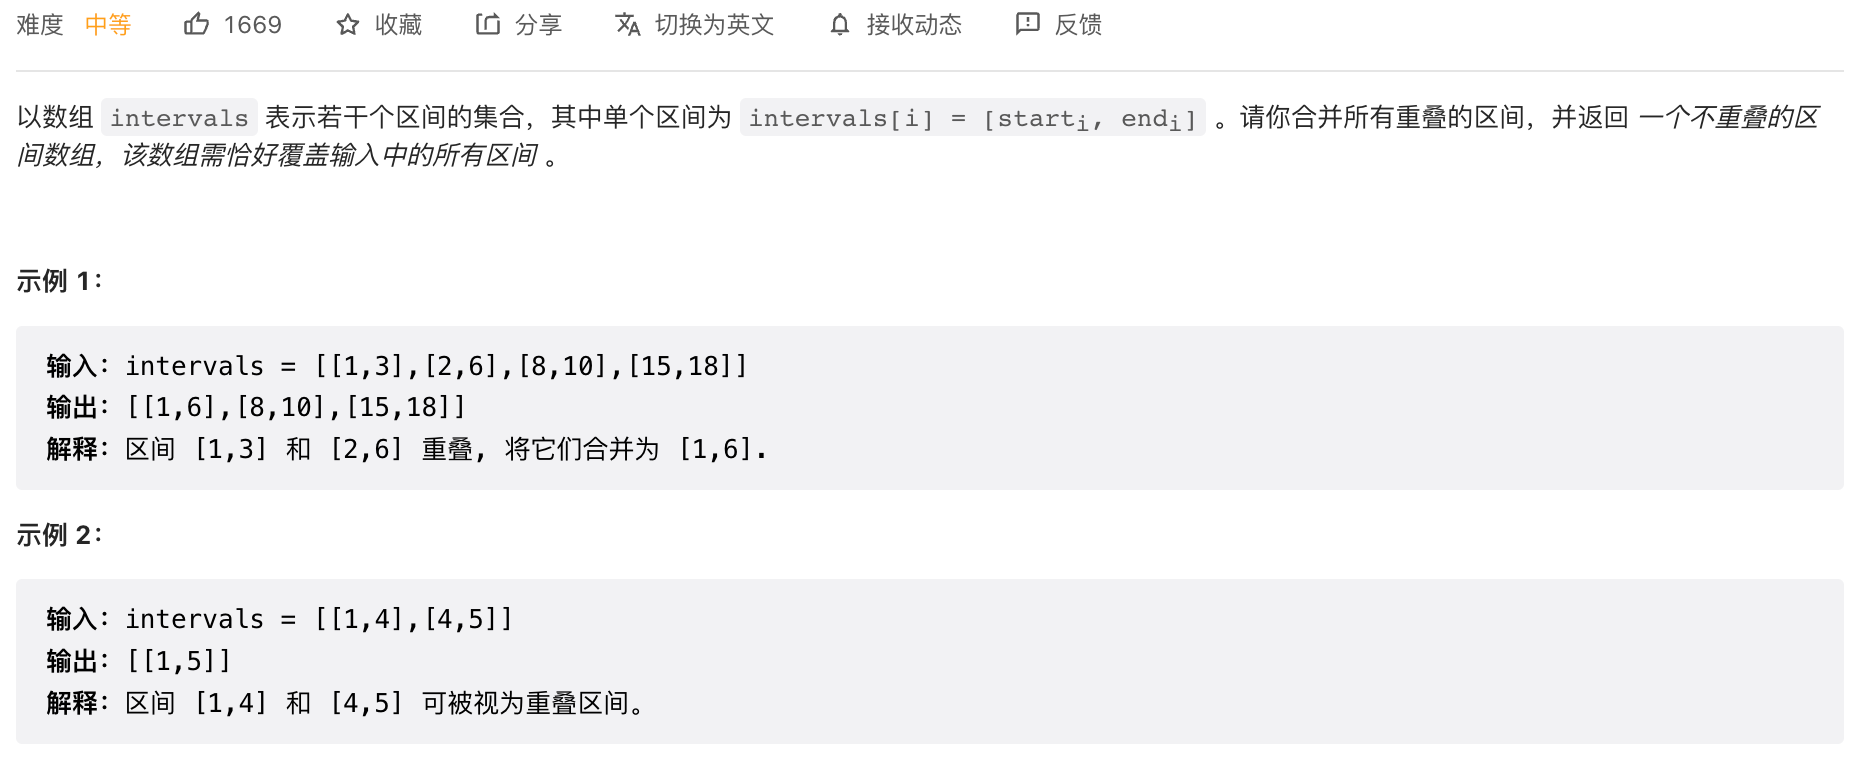 难度 中等 1669 收藏 分享 切换为英文 接收动态 反馈
以数组 intervals 表示若干个区间的集合，其中单个区间为 intervals[i] = [starti, endi] 。请你合并所有重叠的区间，并返回 一个不重叠的区
间数组，该数组需恰好覆盖输入中的所有区间 。
示例 1：
输入：intervals = [[1,3],[2,6],[8,10],[15,18]]
输出：[[1,6],[8,10],[15,18]]
解释：区间 [1,3] 和 [2,6] 重叠, 将它们合并为 [1,6].
示例 2：
输入：intervals = [[1,4],[4,5]]
输出：[[1,5]]
解释：区间 [1,4] 和 [4,5] 可被视为重叠区间。